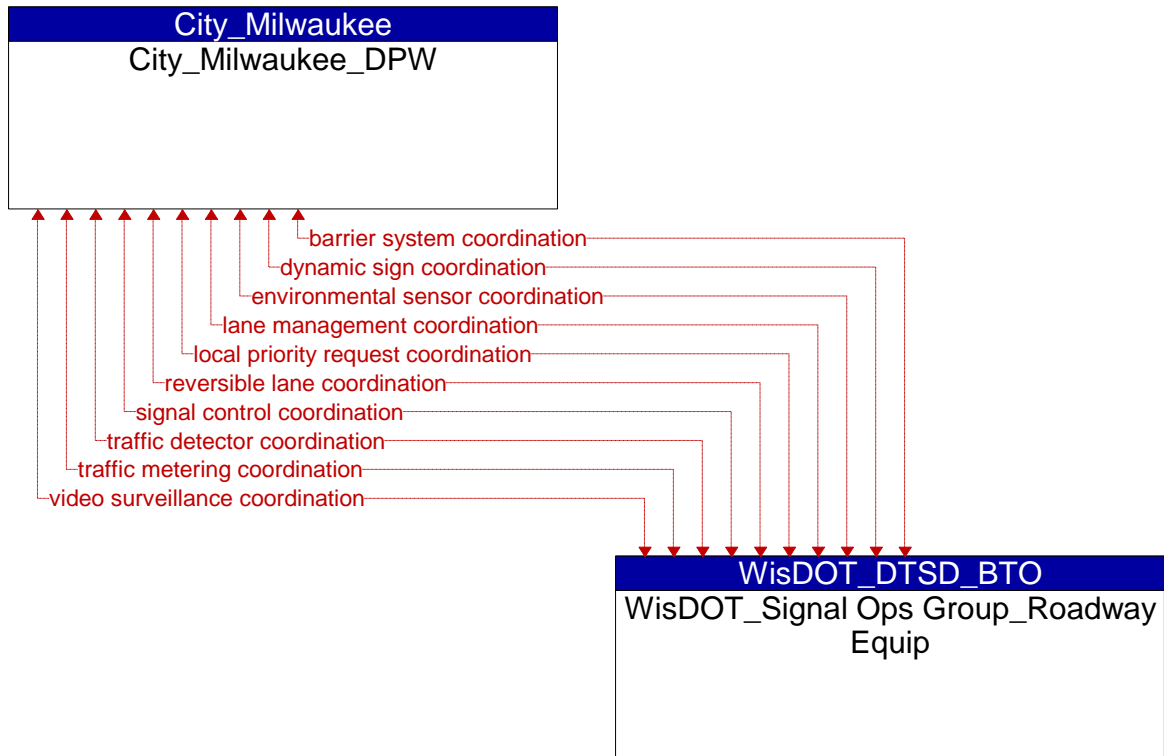 City_Milwaukee
City_Milwaukee_DPW
barrier system coordination
dynamic sign coordination
environmental sensor coordination
lane management coordination
local priority request coordination
reversible lane coordination
signal control coordination
traffic detector coordination
traffic metering coordination
video surveillance coordination
WisDOT_DTSD_BTO
WisDOT_Signal Ops Group_Roadway
Equip